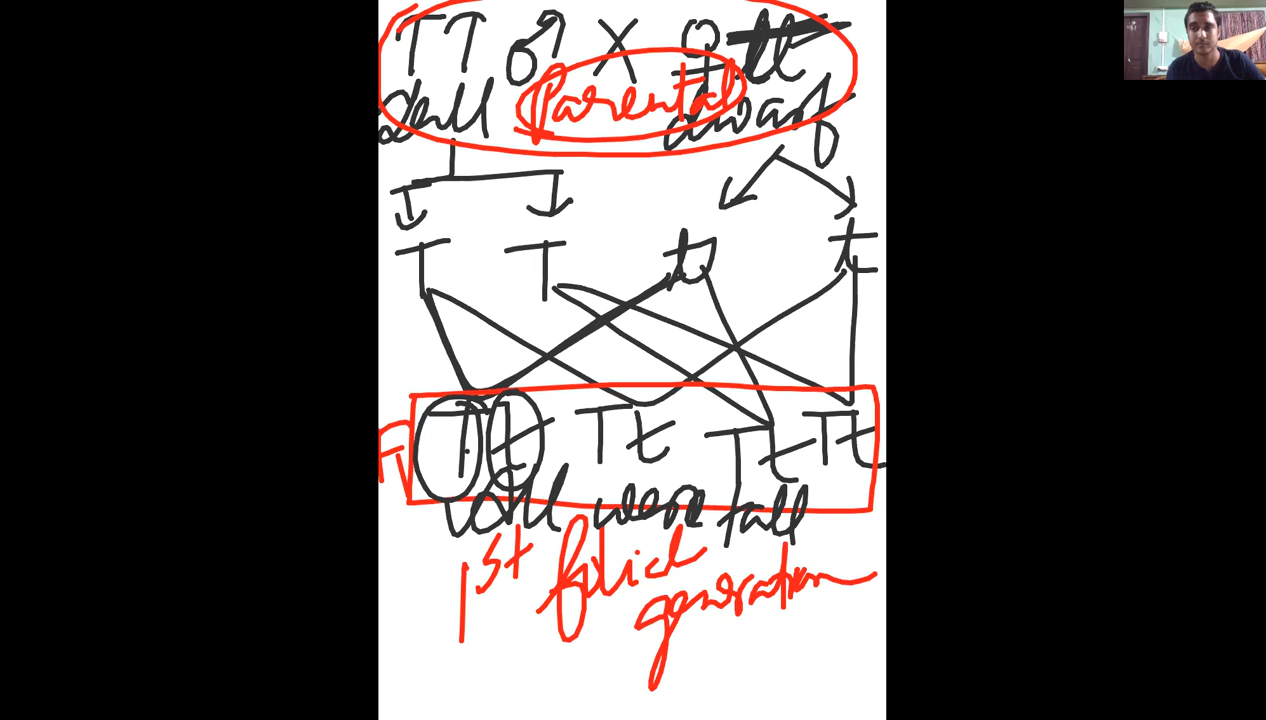 TT ♂ X ♀ tt
tall Parental dwarf
T T t t
F1 Tt Tt Tt Tt
all were tall
1st filial
generation